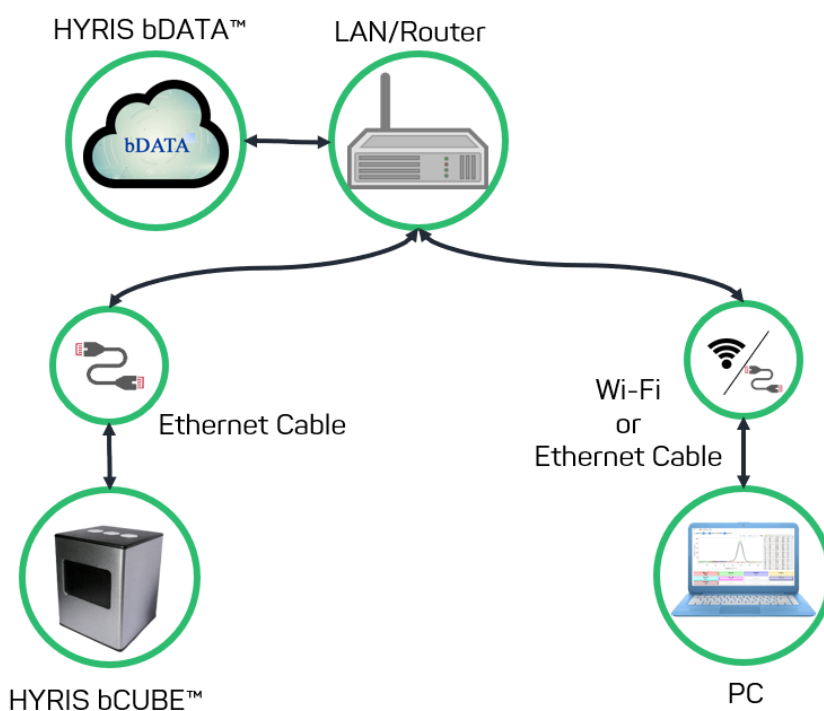 HYRIS bDATA™
LAN/Router
bDATA
Ethernet Cable
Wi-Fi
or
Ethernet Cable
HYRIS bCUBE™
PC